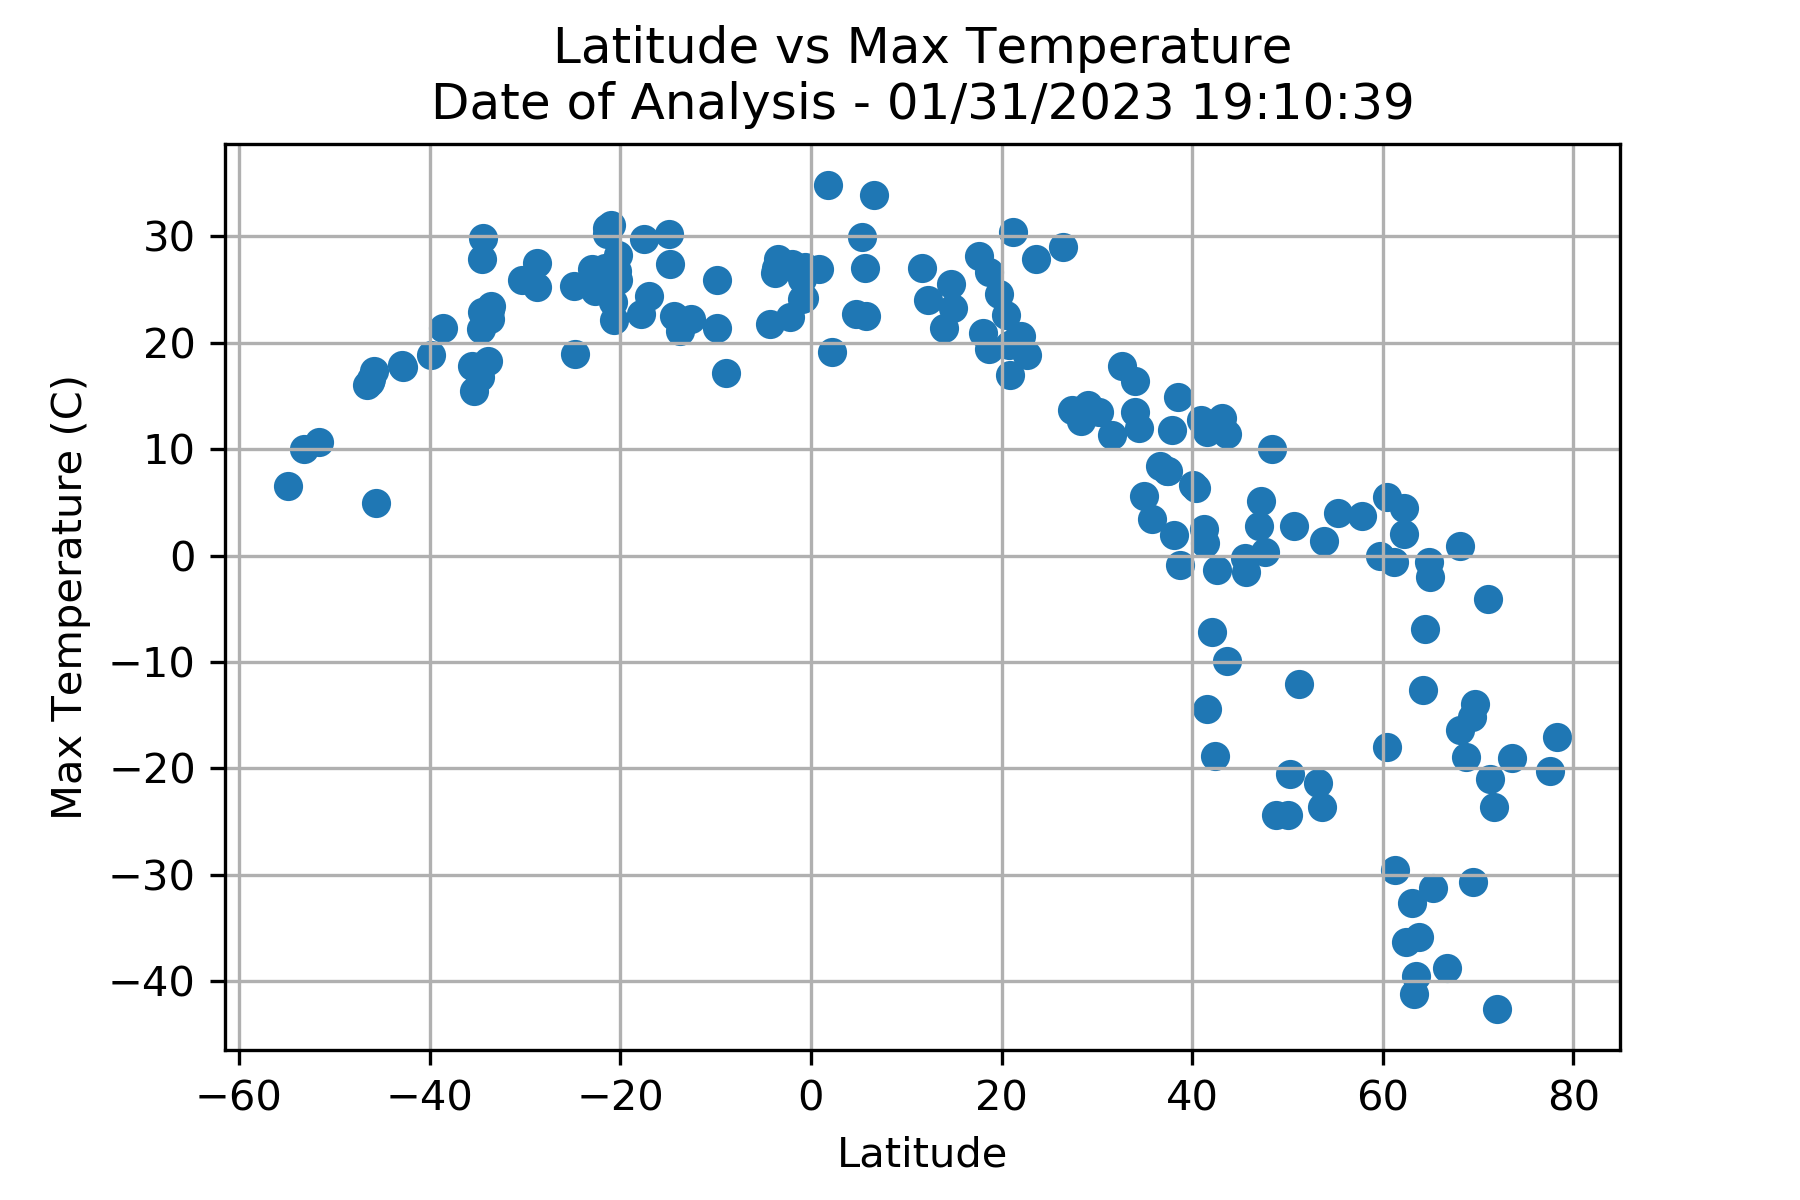 Latitude vs Max Temperature
Date of Analysis - 01/31/2023 19:10:39
Max Temperature (C)
30
20
10
0
−10
−20
−30
−40
−60 −40 −20 0 20 40 60 80
Latitude